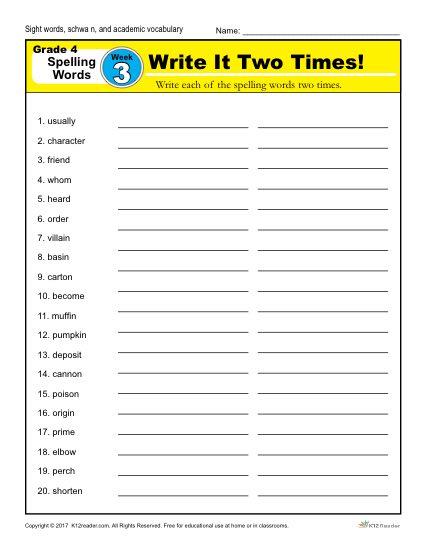 Sight words, schwa n, and academic vocabulary
Name:
Grade 4
Spelling
Words
Week
3
Write It Two Times!
Write each of the spelling words two times.
1. usually
2. character
3. friend
4. whom
5. heard
6. order
7. villain
8. basin
9. carton
10. become
11. muffin
12. pumpkin
13. deposit
14. cannon
15. poison
16. origin
17. prime
18. elbow
19. perch
20. shorten
Copyright © 2017 K12reader.com. All Rights Reserved. Free for educational use at home or in classrooms.
K12Reader